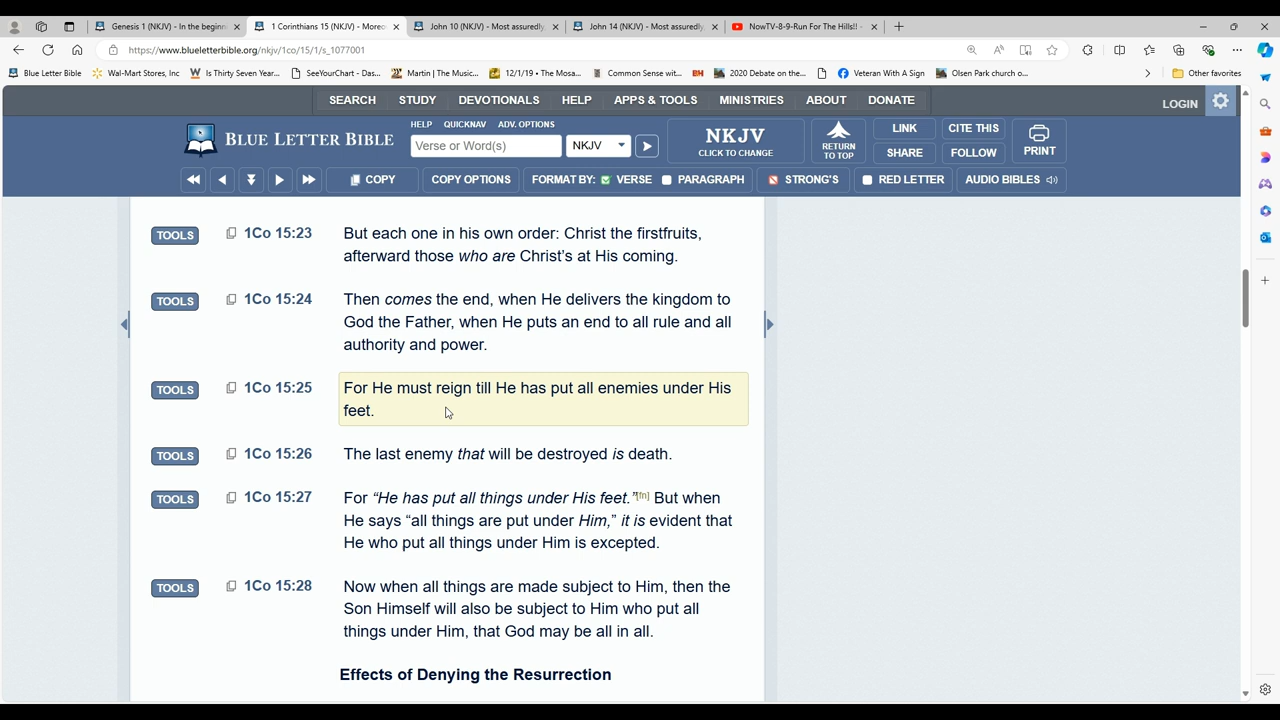 Genesis 1 (NKJV) - In the beginn
1 Corinthians 15 (NKJV) - Moreo
John 10 (NKJV) - Most assuredly,
John 14 (NKJV) - Most assuredly,
NowTV-8-9-Run For The Hills!! -
https://www.blueletterbible.org/nkjv/1co/15/1/s_1077001
Blue Letter Bible
Wal-Mart Stores, Inc
Is Thirty Seven Year...
SeeYourChart - Das...
Martin | The Music...
12/1/19 • The Mosa...
Common Sense wit...
2020 Debate on the...
Veteran With A Sign
Olsen Park church o...
Other favorites
SEARCH STUDY DEVOTIONALS HELP APPS & TOOLS MINISTRIES ABOUT DONATE
LOGIN
BLUE LETTER BIBLE
HELP QUICKNAV ADV. OPTIONS
Verse or Word(s)
NKJV
NKJV
CLICK TO CHANGE
RETURN
TO TOP
LINK
CITE THIS
SHARE
FOLLOW
PRINT
COPY
COPY OPTIONS
FORMAT BY: VERSE PARAGRAPH
STRONG'S
RED LETTER
AUDIO BIBLES
TOOLS 1Co 15:23 But each one in his own order: Christ the firstfruits,
afterward those who are Christ's at His coming.
TOOLS 1Co 15:24 Then comes the end, when He delivers the kingdom to
God the Father, when He puts an end to all rule and all
authority and power.
TOOLS 1Co 15:25 For He must reign till He has put all enemies under His
feet.
TOOLS 1Co 15:26 The last enemy that will be destroyed is death.
TOOLS 1Co 15:27 For “He has put all things under His feet.”[fn] But when
He says “all things are put under Him,” it is evident that
He who put all things under Him is excepted.
TOOLS 1Co 15:28 Now when all things are made subject to Him, then the
Son Himself will also be subject to Him who put all
things under Him, that God may be all in all.
Effects of Denying the Resurrection